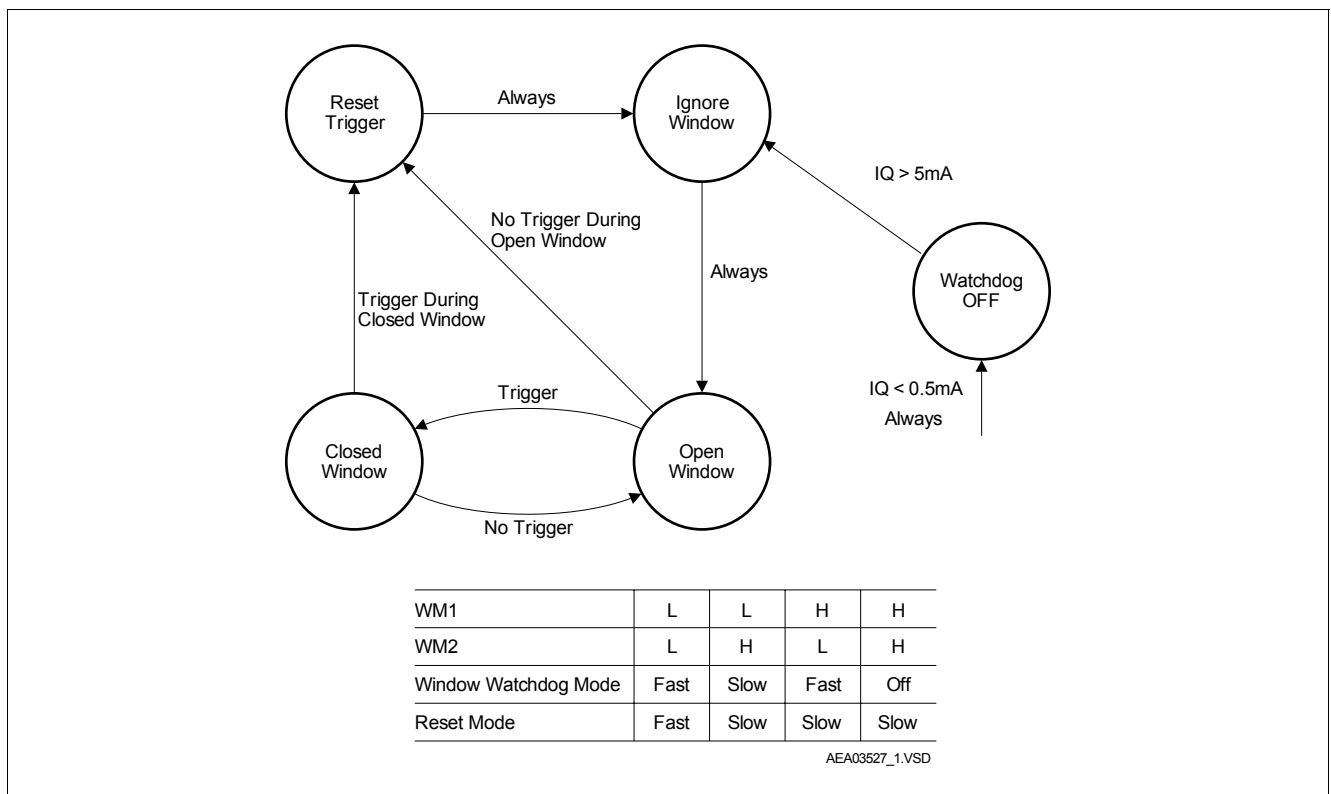 Reset
Trigger
Always
Ignore
Window
IQ > 5mA
No Trigger During
Open Window
Always
Watchdog
OFF
Trigger During
Closed Window
IQ < 0.5mA
Always
Trigger
Closed
Window
Open
Window
No Trigger
WM1 L L H H
WM2 L H L H
Window Watchdog Mode Fast Slow Fast Off
Reset Mode Fast Slow Slow Slow
AEA03527_1.VSD